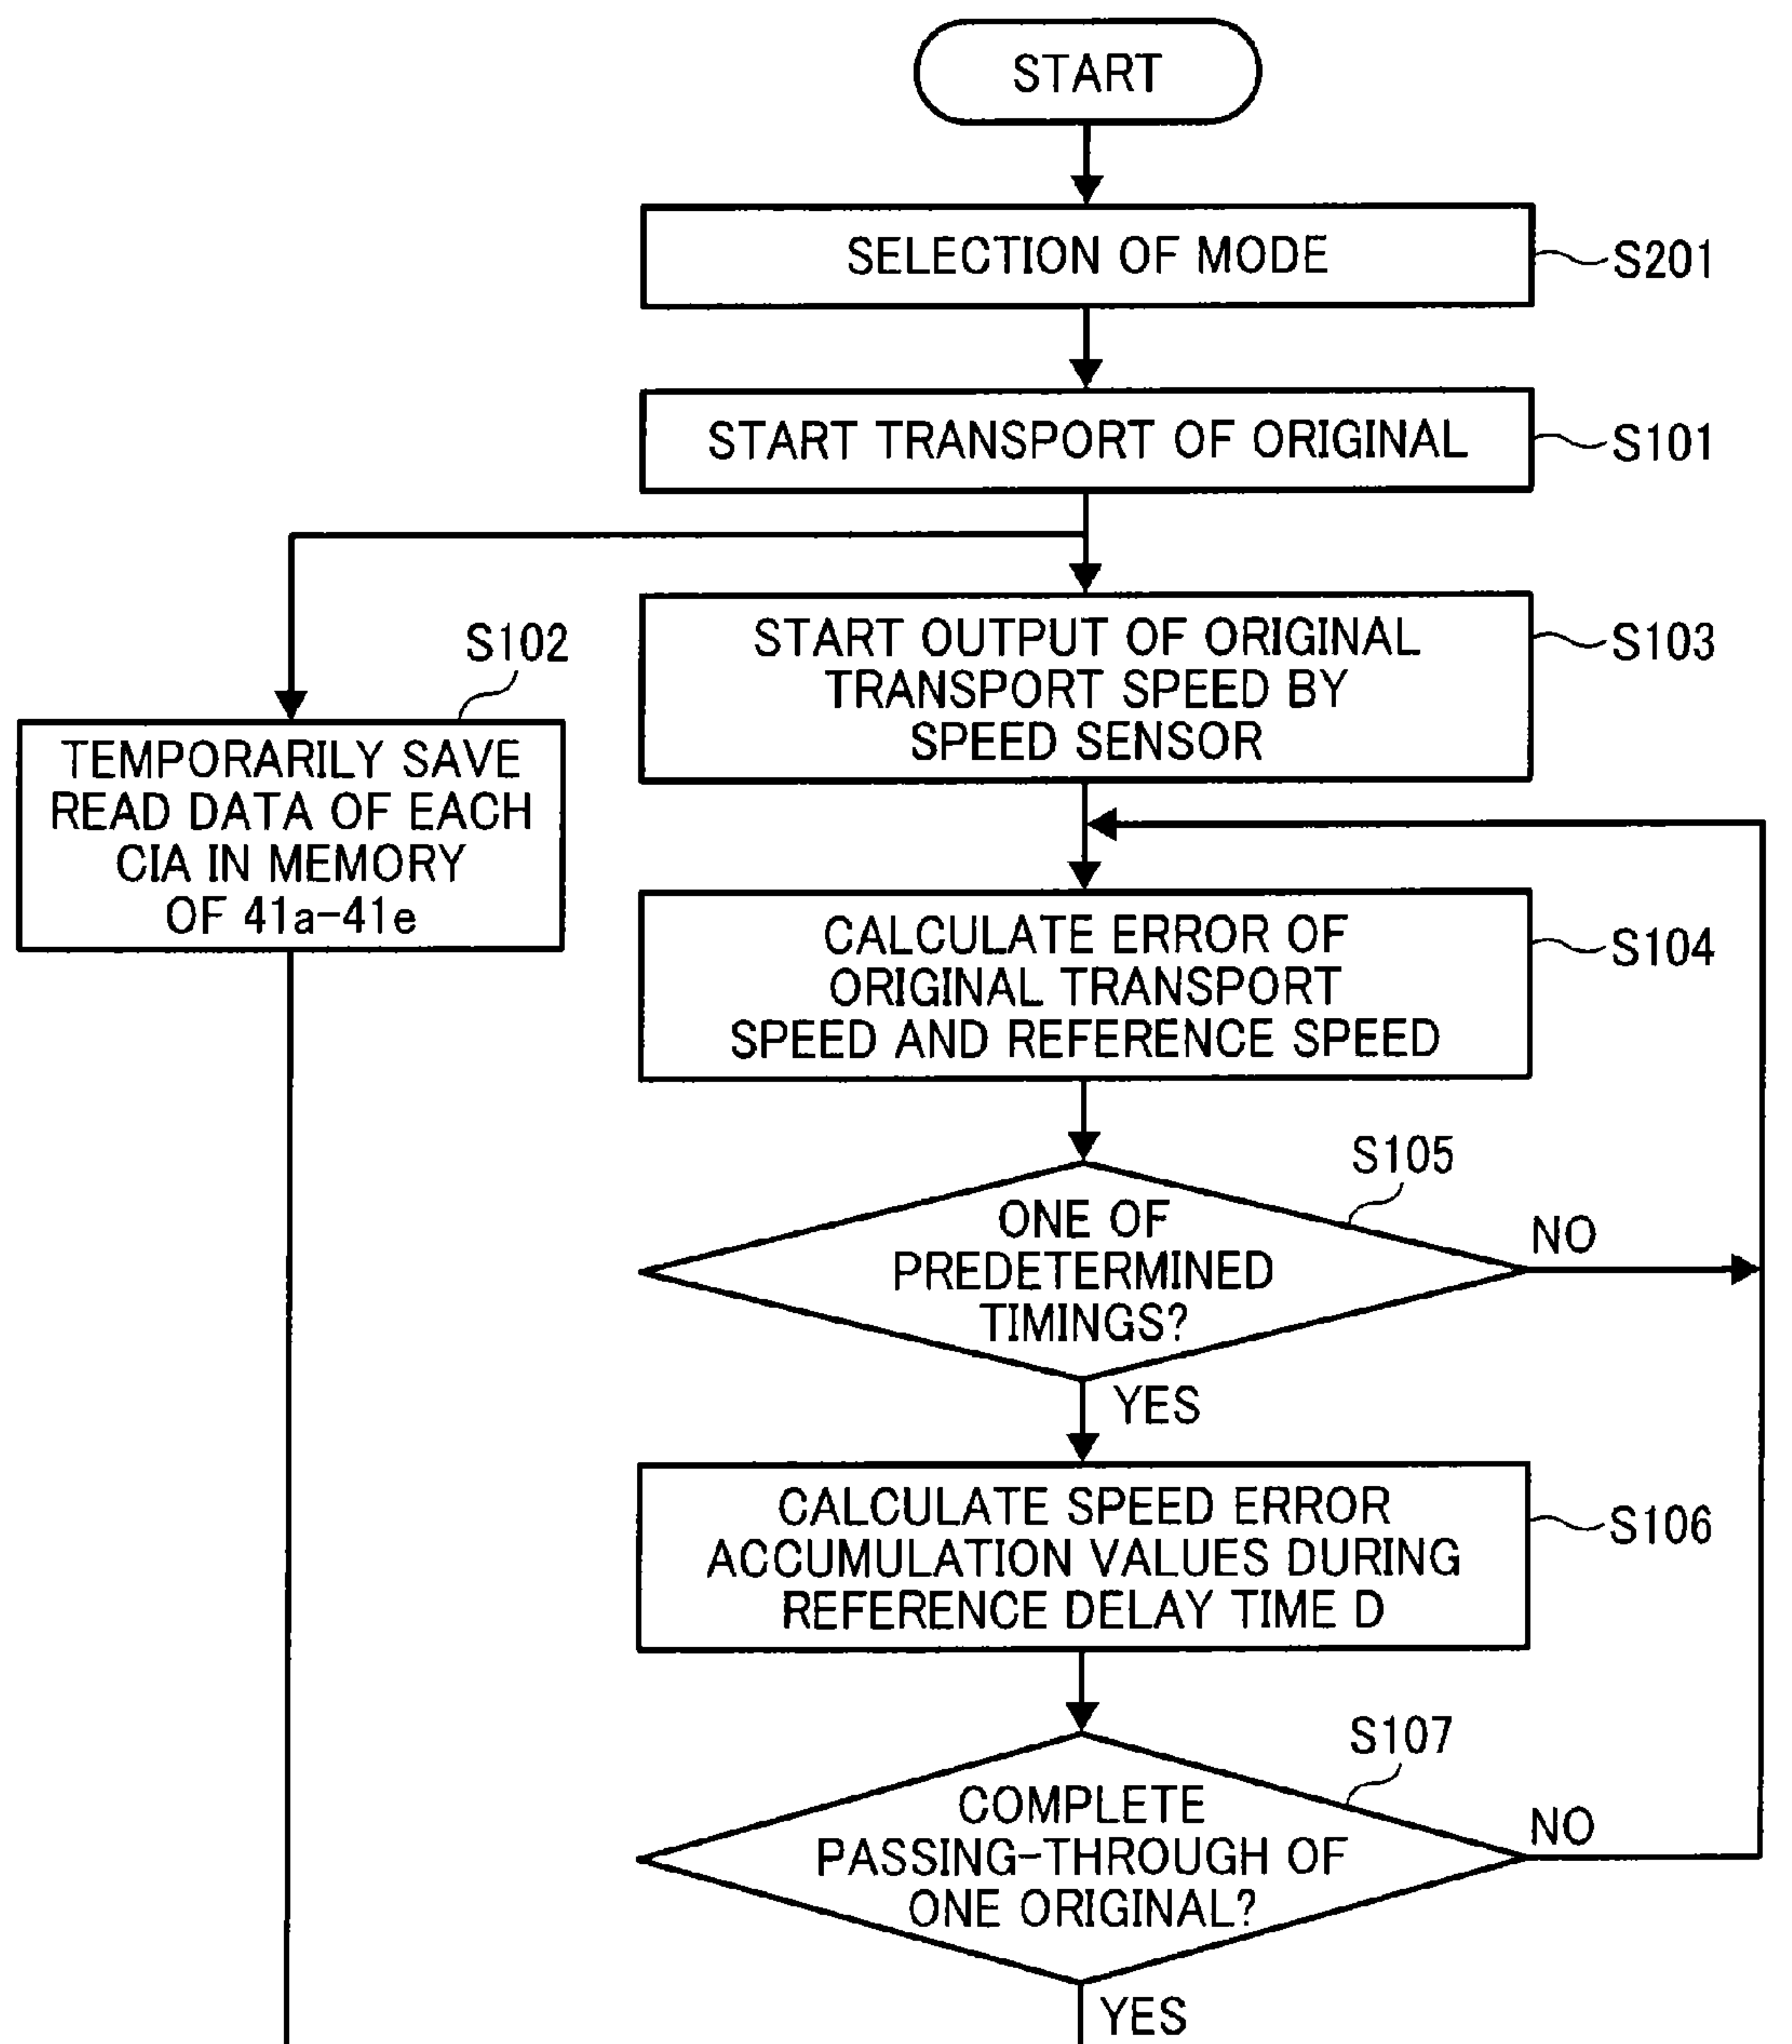 START
SELECTION OF MODE
S201
START TRANSPORT OF ORIGINAL
S101
START OUTPUT OF ORIGINAL
TRANSPORT SPEED BY
SPEED SENSOR
S103
S102
TEMPORARILY SAVE
READ DATA OF EACH
CIA IN MEMORY
OF 41a-41e
CALCULATE ERROR OF
ORIGINAL TRANSPORT
SPEED AND REFERENCE SPEED
S104
S105
ONE OF
PREDETERMINED
TIMINGS?
NO
YES
CALCULATE SPEED ERROR
ACCUMULATION VALUES DURING
REFERENCE DELAY TIME D
S106
S107
COMPLETE
PASSING-THROUGH OF
ONE ORIGINAL?
NO
YES